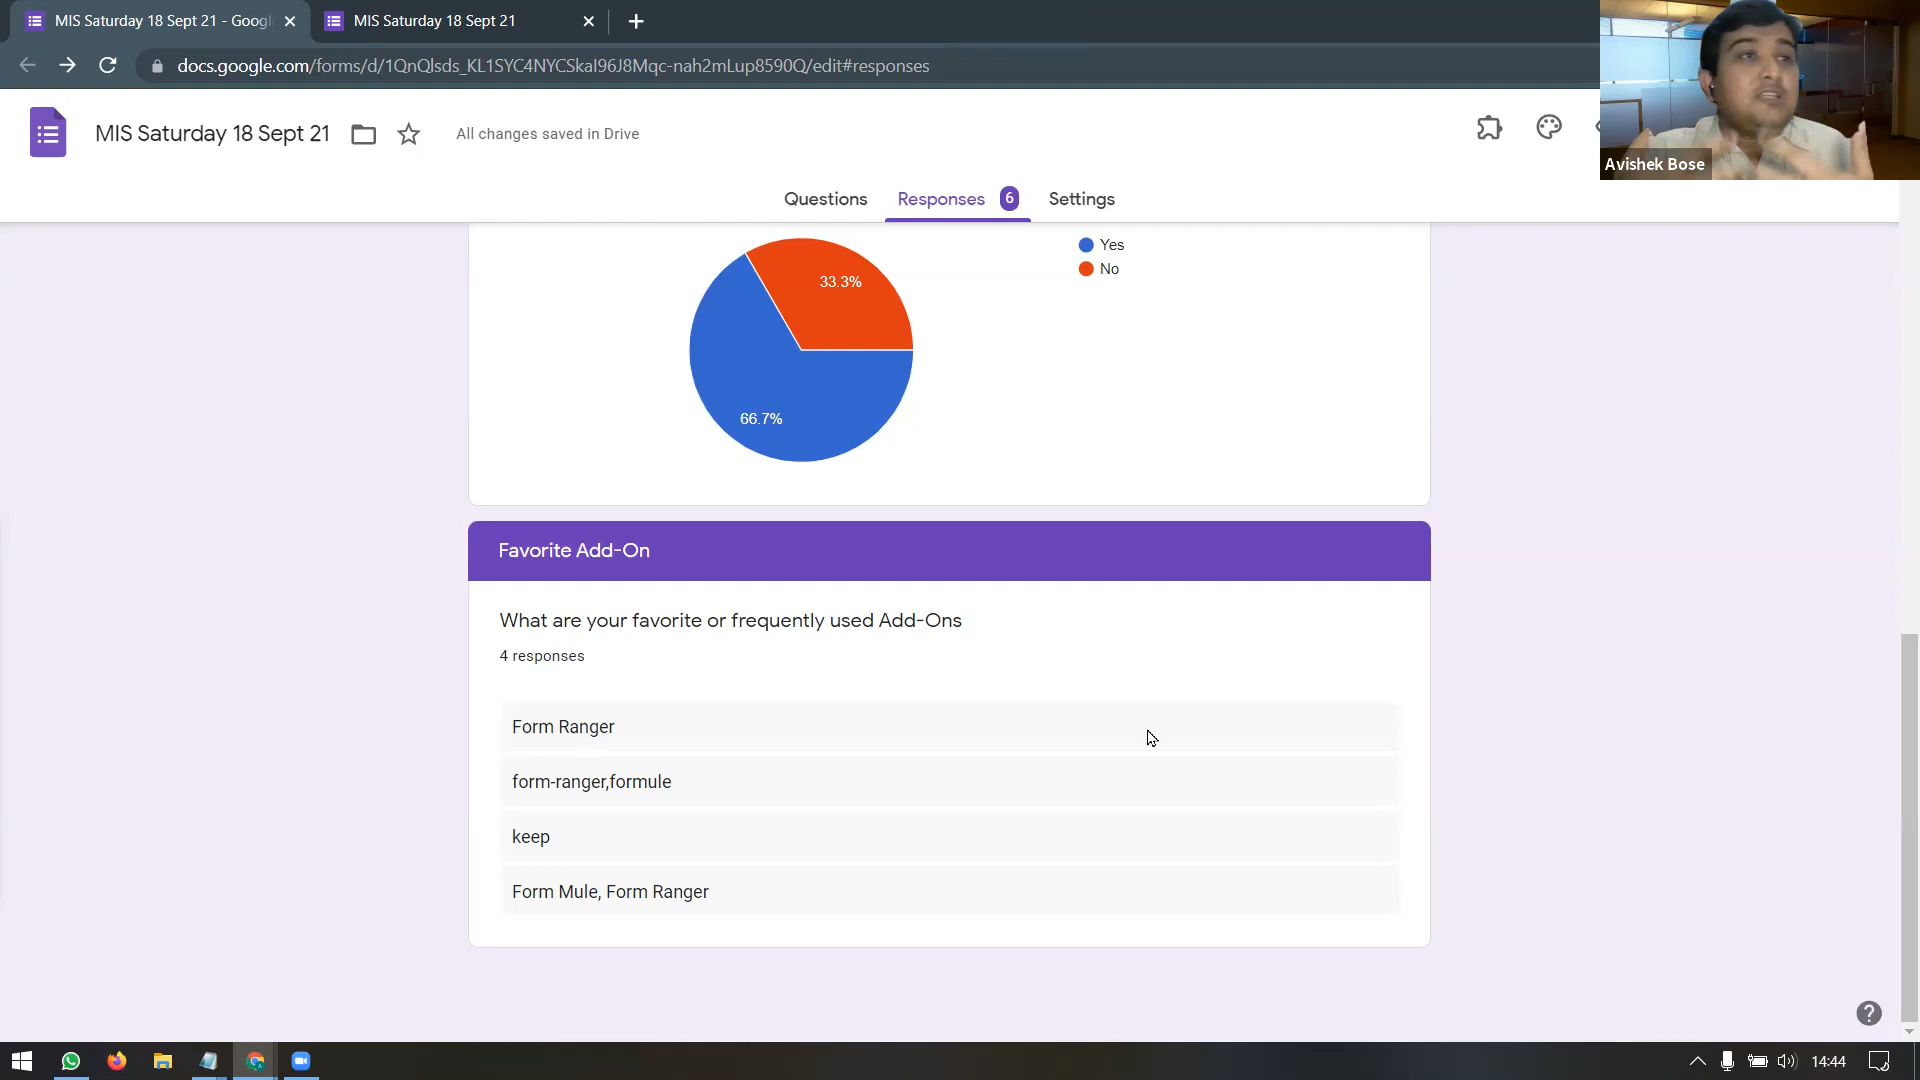 MIS Saturday 18 Sept 21 - Googl
MIS Saturday 18 Sept 21
docs.google.com/forms/d/1QnQlsds_KL1SYC4NYCSkaI96J8Mqc-nah2mLup8590Q/edit#responses
MIS Saturday 18 Sept 21
All changes saved in Drive
Avishek Bose
Questions
Responses 6
Settings
Yes
No
33.3%
66.7%
Favorite Add-On
What are your favorite or frequently used Add-Ons
4 responses
Form Ranger
form-ranger,formule
keep
Form Mule, Form Ranger
14:44